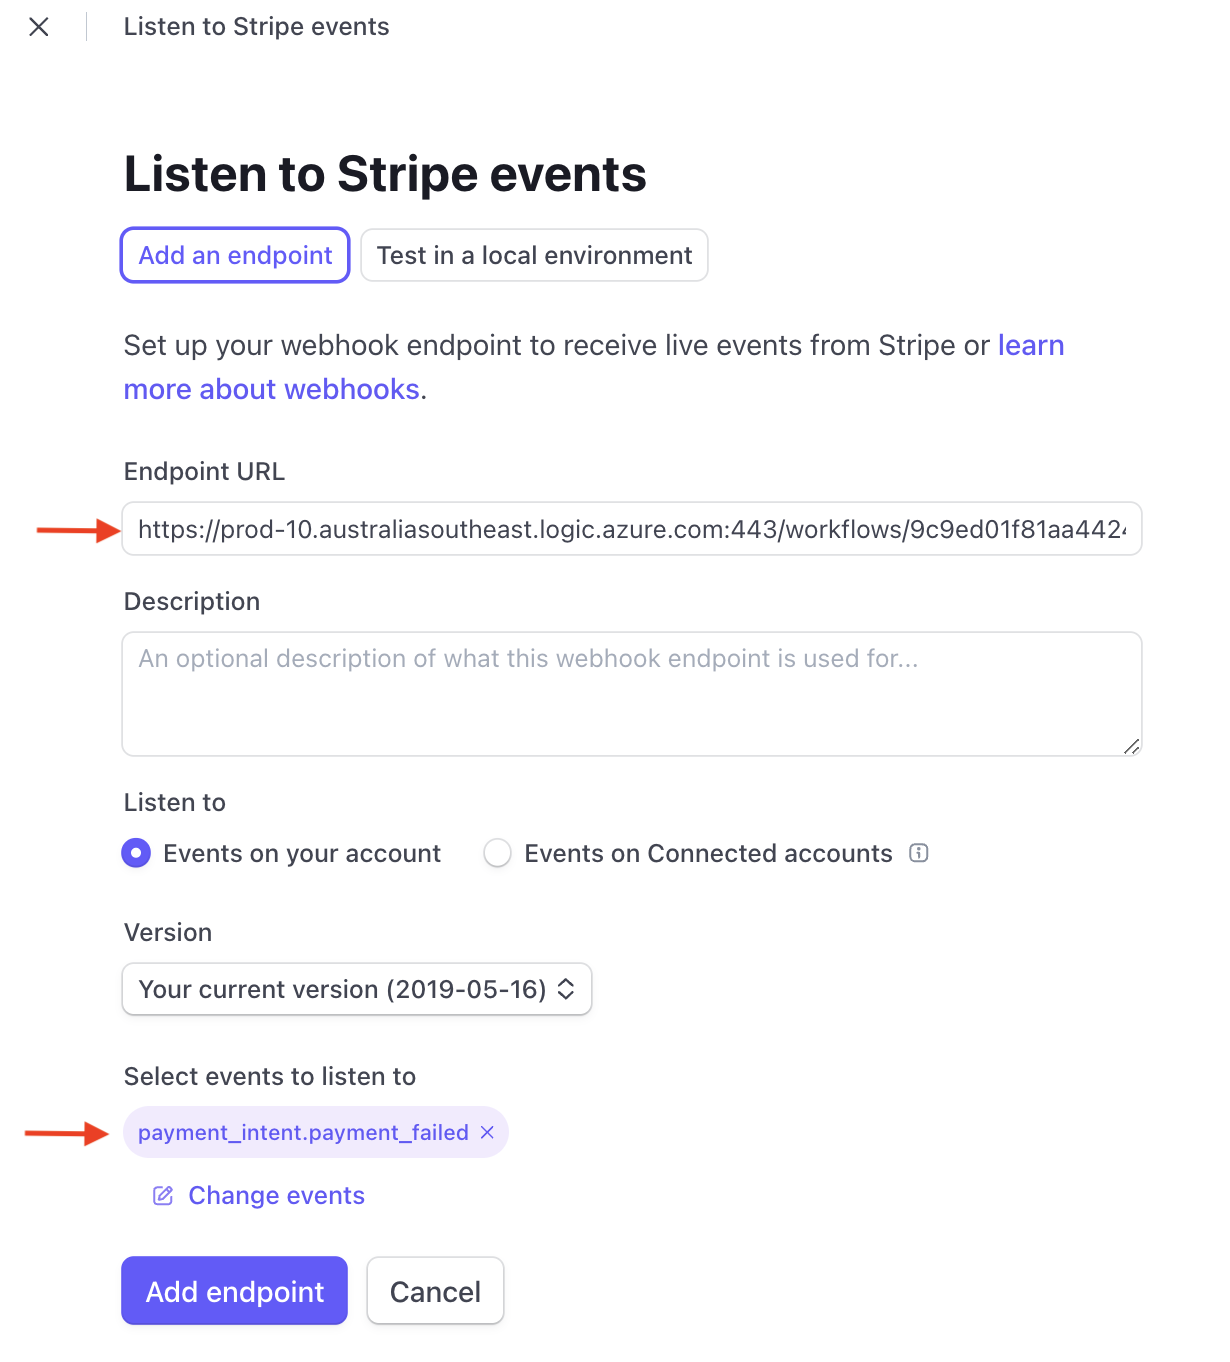 Listen to Stripe events
Listen to Stripe events
Add an endpoint
Test in a local environment
Set up your webhook endpoint to receive live events from Stripe or learn
more about webhooks.
Endpoint URL
https://prod-10.australiasoutheast.logic.azure.com:443/workflows/9c9ed01f81aa442
Description
An optional description of what this webhook endpoint is used for...
Listen to
Events on your account
Events on Connected accounts
Version
Your current version (2019-05-16)
Select events to listen to
payment_intent.payment_failed
Change events
Add endpoint
Cancel